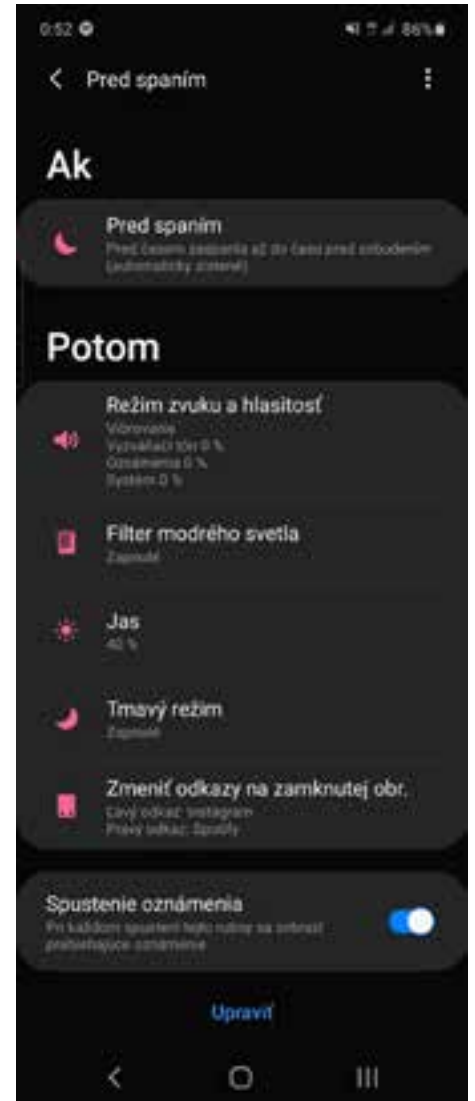 0:52
86%
Pred spaním
Ak
Pred spaním
Pred časom zaspania až do času pred zobudením
(automaticky zistené)
Potom
Režim zvuku a hlasitosť
Vibrovanie
Vyzváňací tón 0 %
Oznámenia 0 %
Systém 0 %
Filter modrého svetla
Zapnuté
Jas
40 %
Tmavý režim
Zapnuté
Zmeniť odkazy na zamknutej obr.
Ľavý odkaz: Instagram
Pravý odkaz: Spotify
Spustenie oznámenia
Pri každom spustení tejto rutiny sa zobrazí
prebiehajúce oznámenie
Upraviť